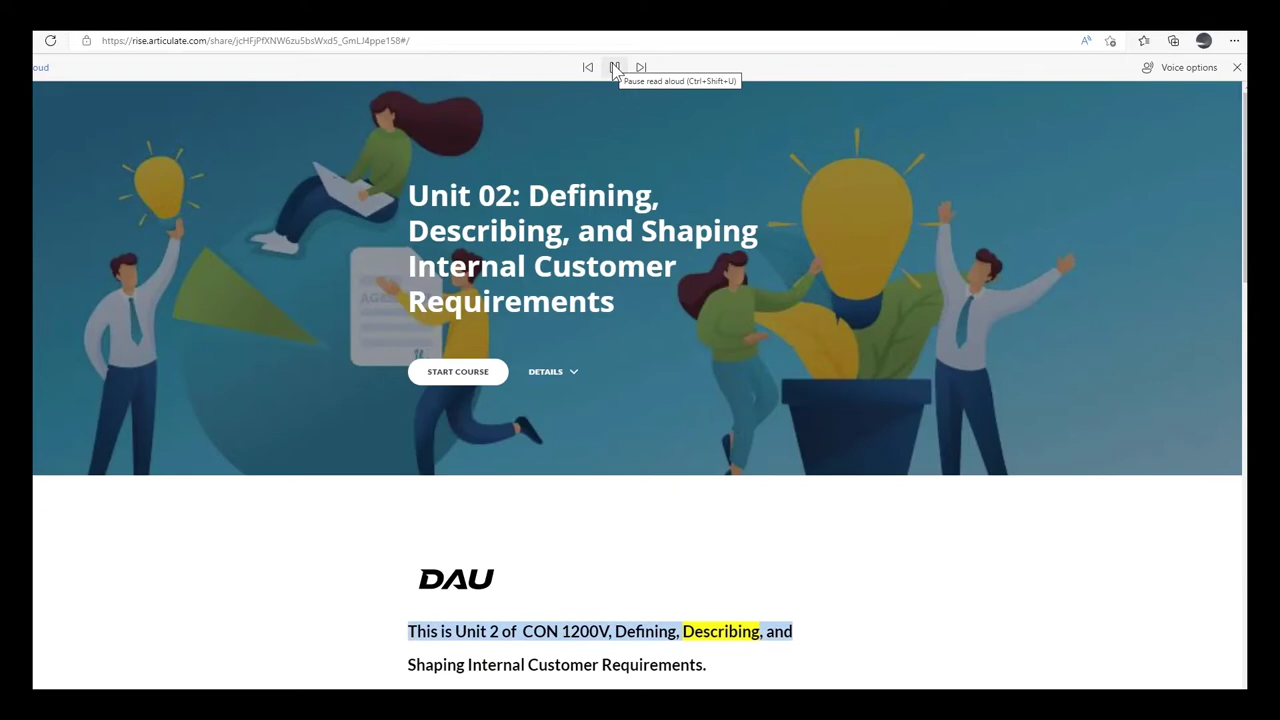 https://rise.articulate.com/share/jcHFjPfXNW6zu5bsWxd5_GmLJ4ppe158#/
oud
Voice options
Pause read aloud (Ctrl+Shift+U)
Unit 02: Defining,
Describing, and Shaping
Internal Customer
Requirements
START COURSE
DETAILS
DAU
This is Unit 2 of CON 1200V, Defining, Describing, and
Shaping Internal Customer Requirements.